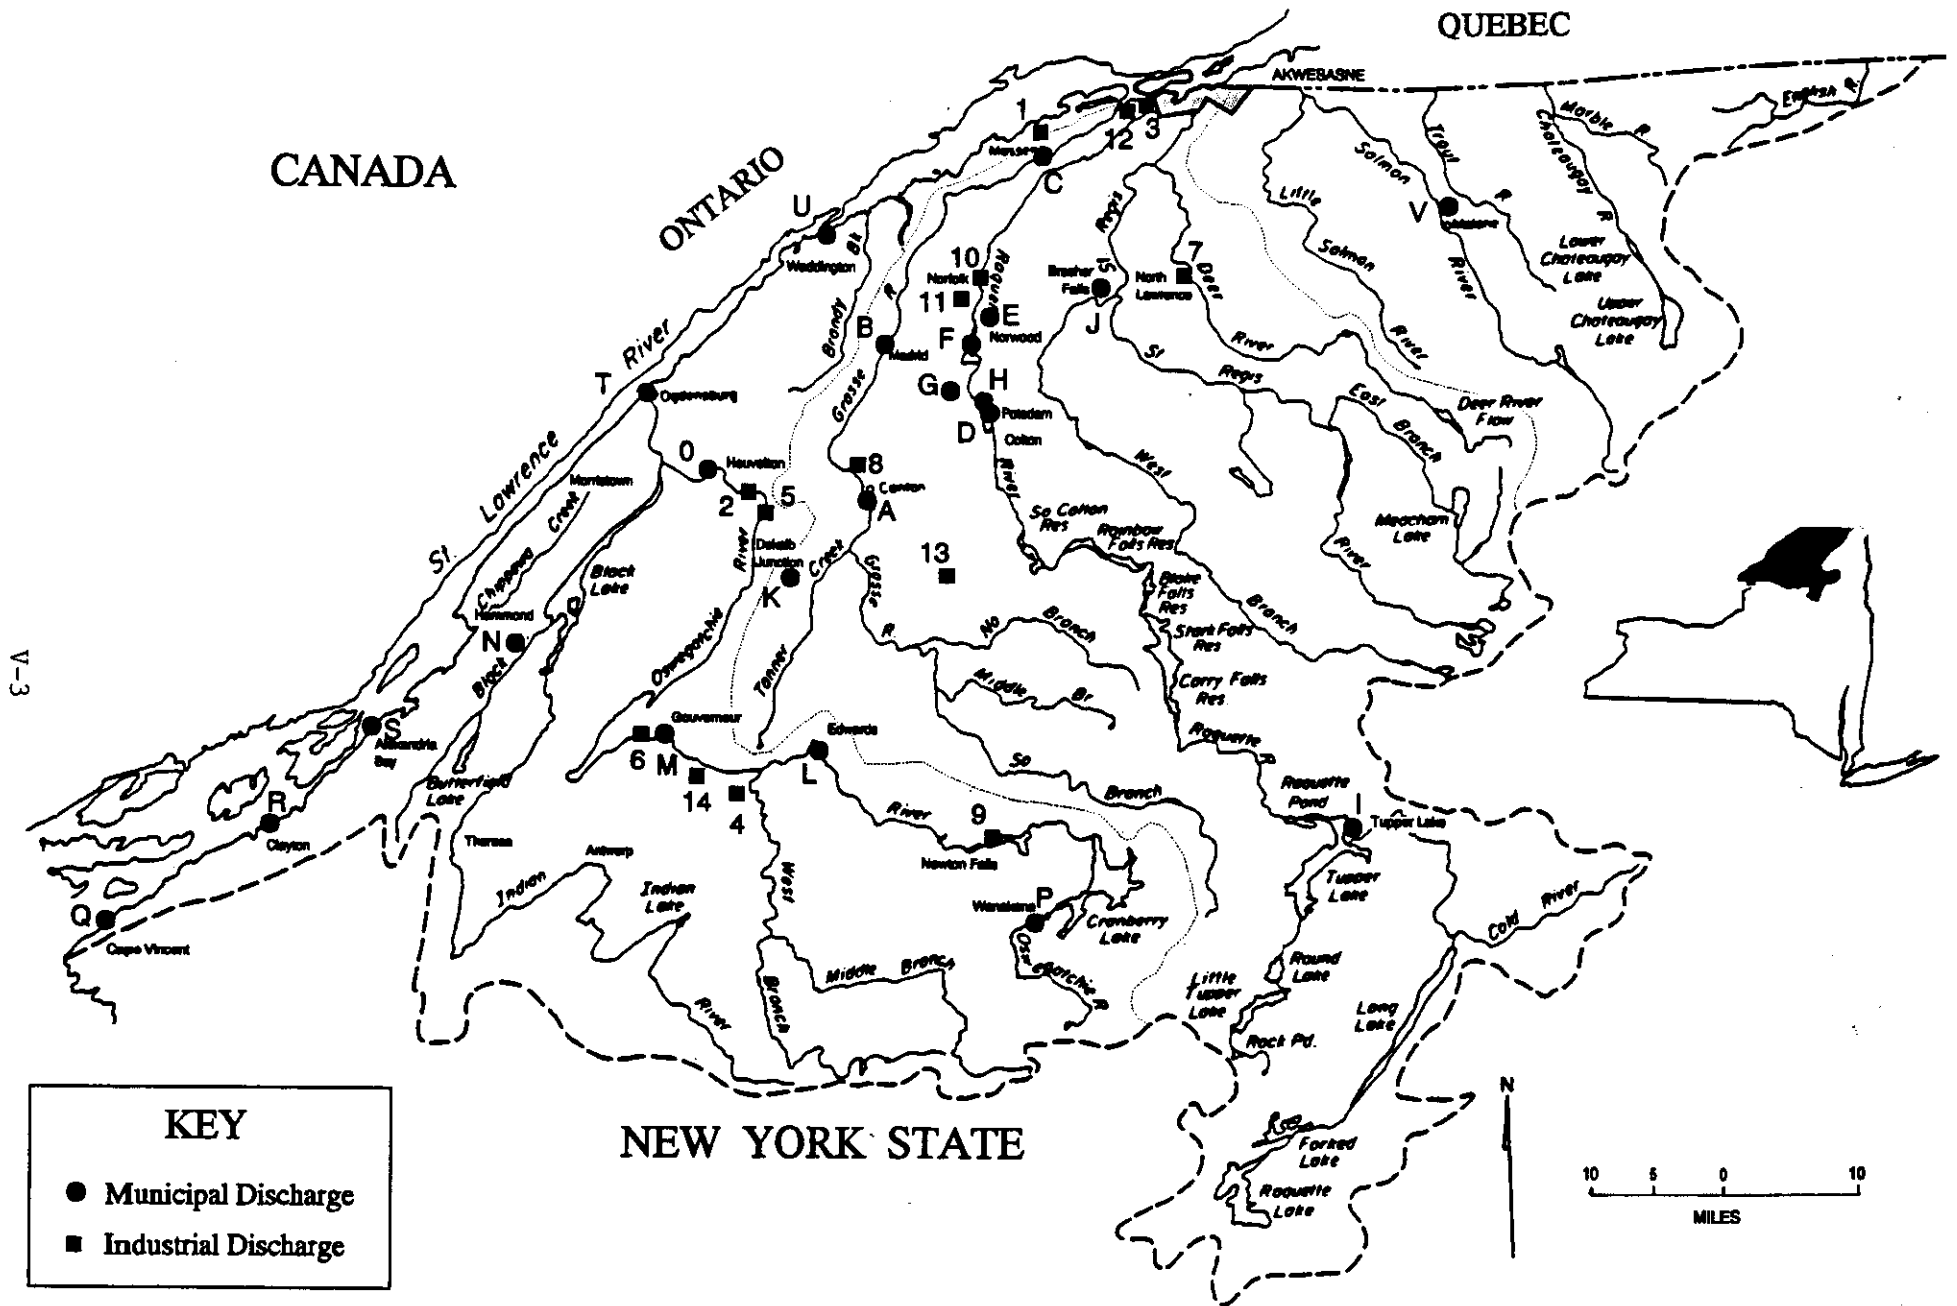 QUEBEC
AKWESASNE
English R.
Marble R.
Chateaugay R
Trout R
CANADA
ONTARIO
1
12
3
C
Salmon
River
V
U
Waddington
Brandy Bk
Little
Salmon
River
Lower
Chateaugay
Lake
Upper
Chateaugay
Lake
10
Norfolk
11
Raquette
E
F
Norwood
Regis
St
Brasher
Falls
J
North
Lawrence
7
Deer
River
B
Madrid
Grasse
R
G
H
D
Potsdam
Colton
River
St
Regis
East
Branch
Deer River
Flow
St.
Lawrence
River
T
Ogdensburg
O
Heuvelton
2
5
8
Canton
A
Morristown
Chippawa
Creek
Black
Lake
River
Dekalb
Junction
K
Creek
Grasse
R
13
So Colton
Res
Rainbow
Falls Res
West
Branch
Meacham
Lake
River
Blake
Falls
Res
Stark Falls
Res
Carry Falls
Res
Hammond
N
Black
Oswegatchie
Tanner
No
Branch
Middle
Br
V-3
S
Alexandria
Bay
Gouverneur
6
M
14
4
Edwards
L
River
So
Branch
Raquette
R
Raquette
Pond
I
Tupper Lake
R
Clayton
Butterfield
Lake
Theresa
Antwerp
Indian
Indian
Lake
River
West
Branch
9
Newton Falls
Wanakena
P
Cranberry
Lake
Oswegatchie R
Middle
Branch
Tupper
Lake
Cold
River
Q
Cape Vincent
Little
Tupper
Lake
Round
Lake
Long
Lake
Rock Pd.
Forked
Lake
Raquette
Lake
KEY
Municipal Discharge
Industrial Discharge
NEW YORK STATE
N
10 5 0 10
MILES